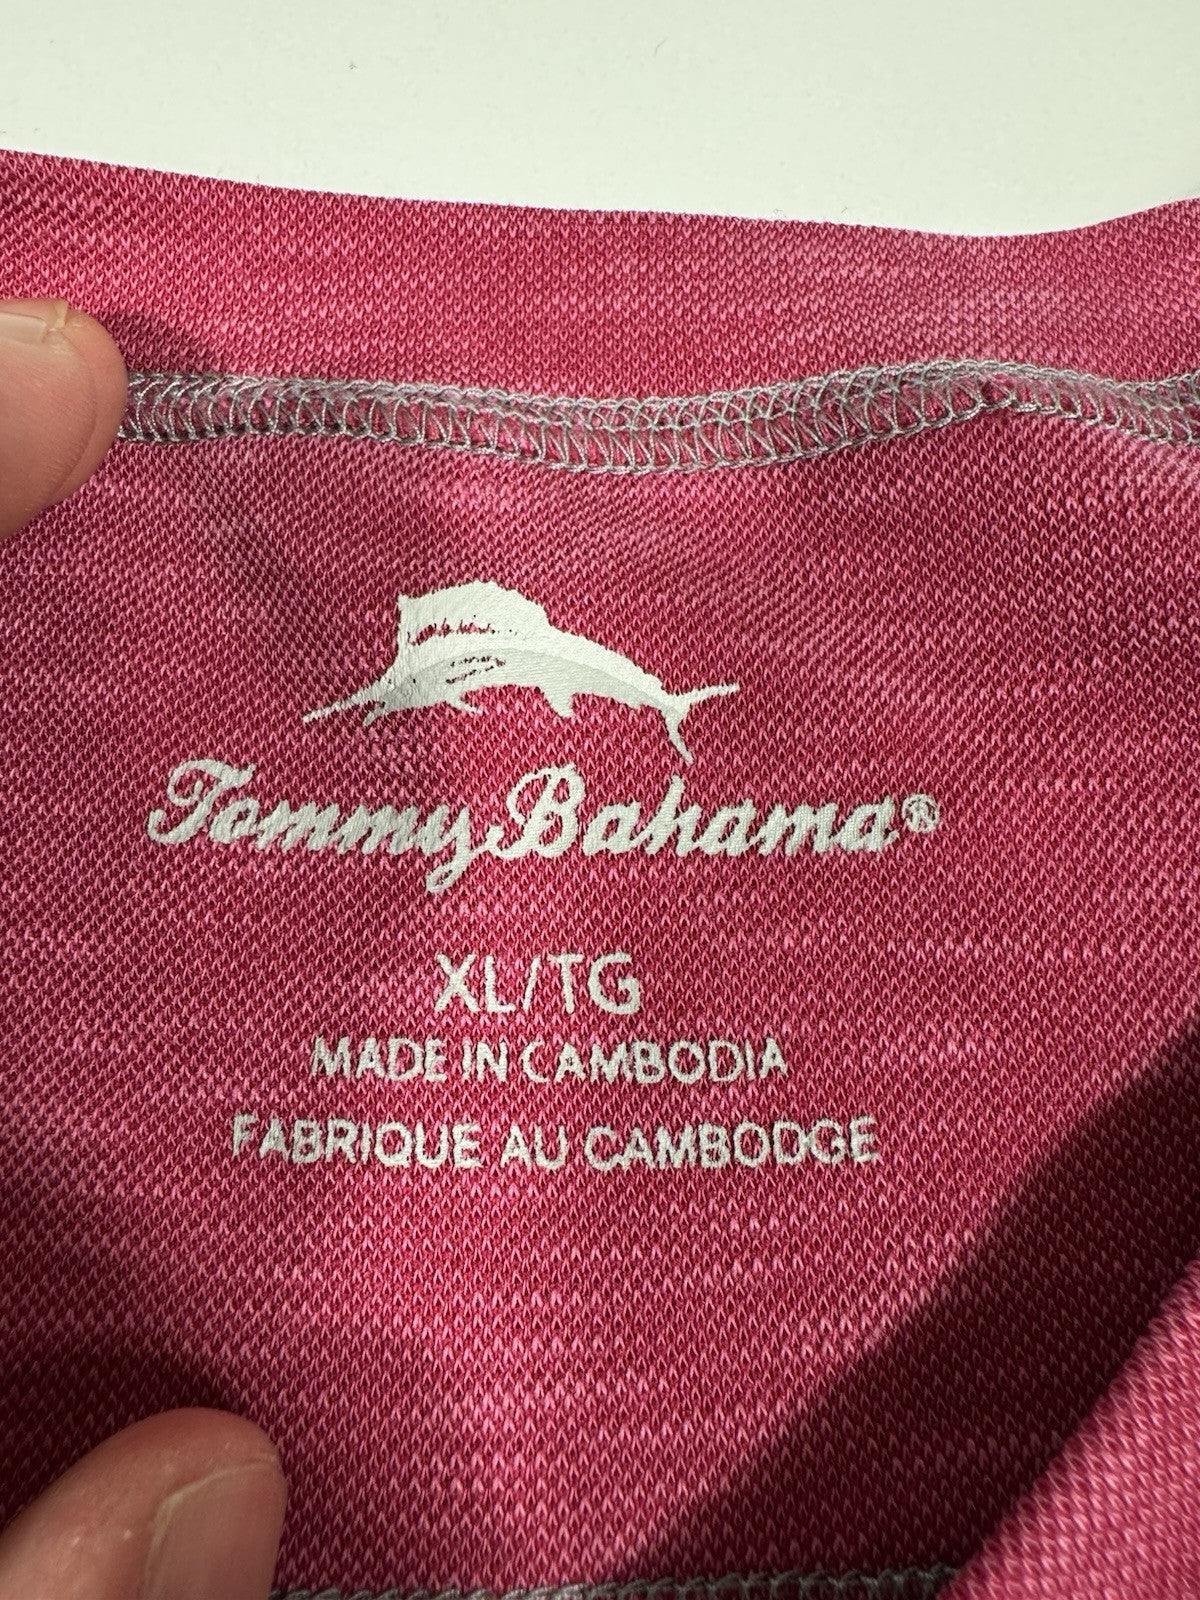 Tommy Bahama®
XL/TG
MADE IN CAMBODIA
FABRIQUE AU CAMBODGE